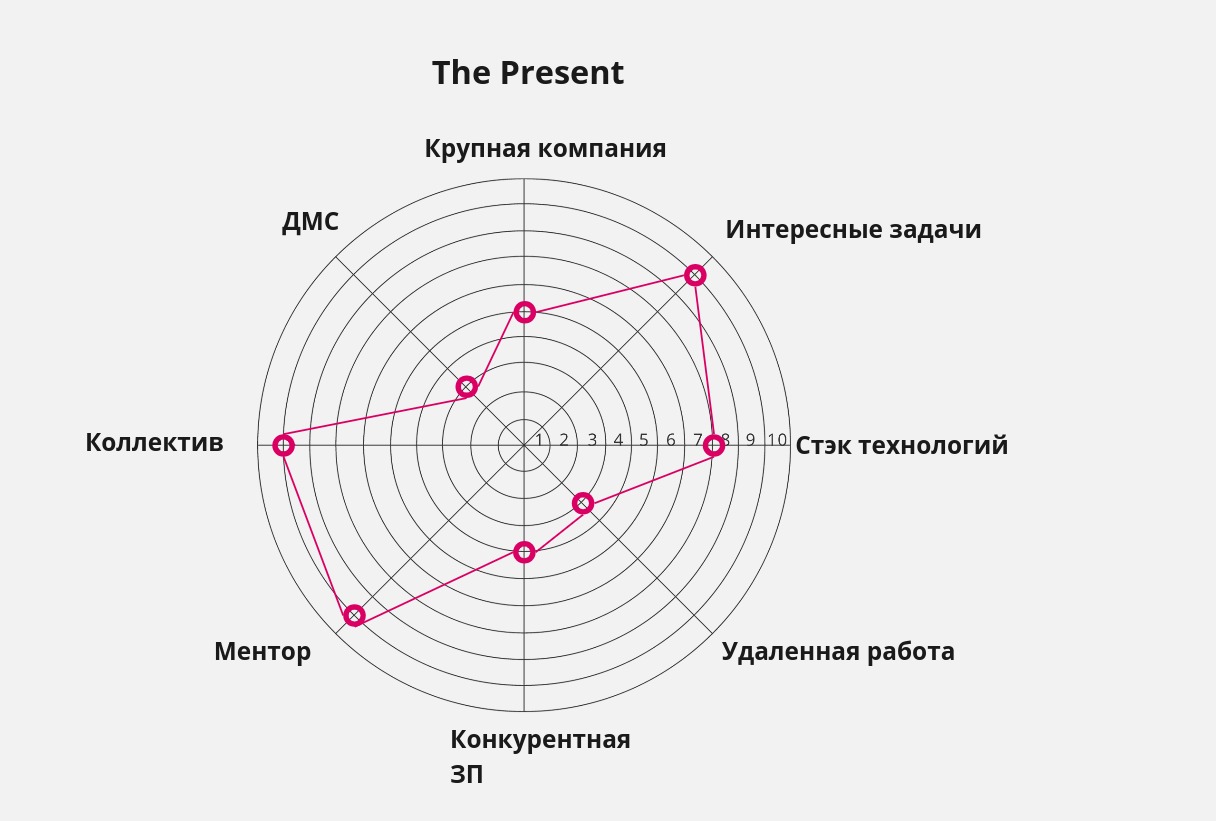 The Present
Крупная компания
ДМС
Интересные задачи
Коллектив
1 2 3 4 5 6 7 8 9 10
Стэк технологий
Ментор
Удаленная работа
Конкурентная
ЗП